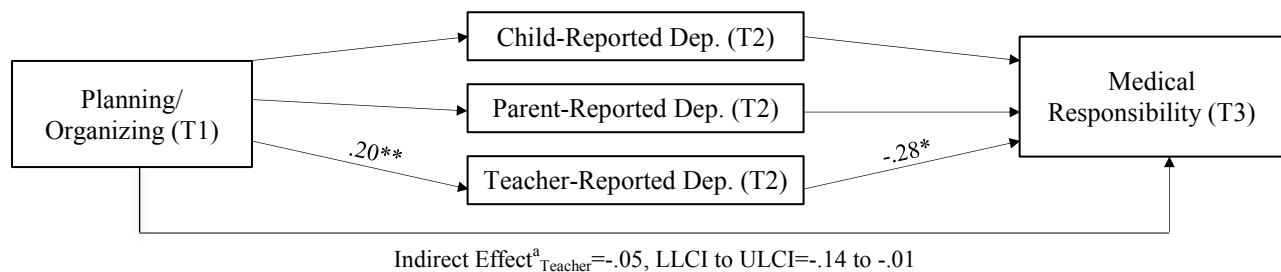 Child-Reported Dep. (T2)
Planning/
Organizing (T1)
Parent-Reported Dep. (T2)
Medical
Responsibility (T3)
.20**
-.28*
Teacher-Reported Dep. (T2)
Indirect Effect^a_Teacher=-.05, LLCI to ULCI=-.14 to -.01